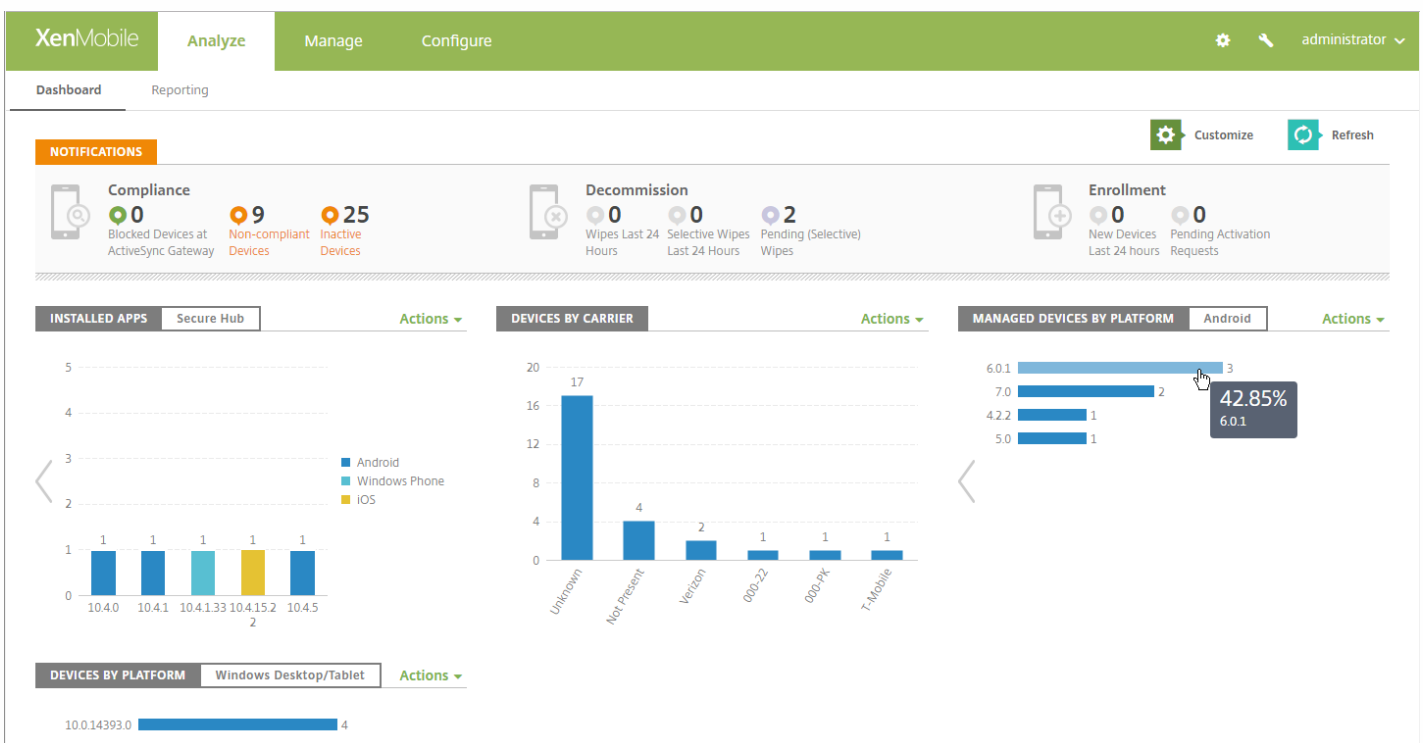 XenMobile Analyze Manage Configure administrator
Dashboard Reporting
Customize Refresh
NOTIFICATIONS
Compliance
0 9 25
Blocked Devices at Non-compliant Inactive
ActiveSync Gateway Devices Devices
Decommission
0 0 2
Wipes Last 24 Selective Wipes Pending (Selective)
Hours Last 24 Hours Wipes
Enrollment
0 0
New Devices Pending Activation
Last 24 hours Requests
INSTALLED APPS Secure Hub Actions
5
4
3
2
1
0
1 1 1 1 1
10.4.0 10.4.1 10.4.1.33 10.4.15.2 10.4.5
2
Android
Windows Phone
iOS
DEVICES BY CARRIER Actions
20
16
12
8
4
0
17 4 2 1 1 1
Unknown Not Present Verizon 000-22 000-PK T-Mobile
MANAGED DEVICES BY PLATFORM Android Actions
6.0.1 3
7.0 2
4.2.2 1
5.0 1
42.85%
6.0.1
DEVICES BY PLATFORM Windows Desktop/Tablet Actions
10.0.14393.0 4